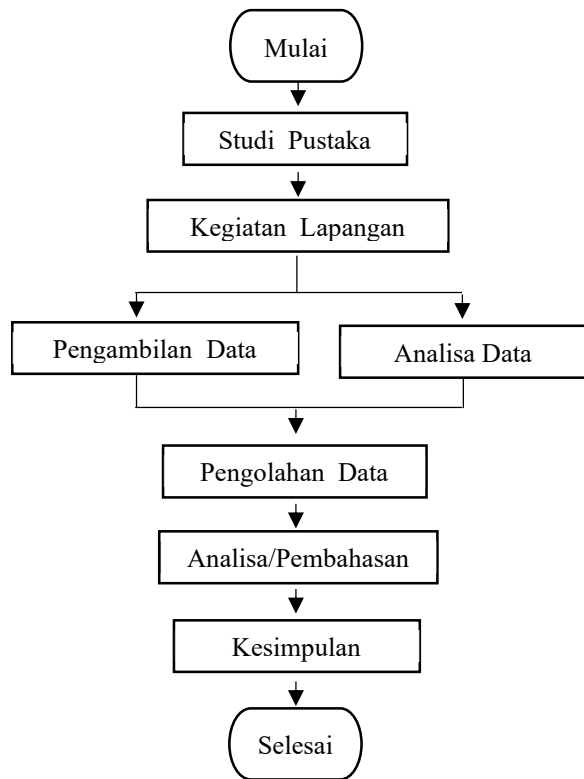 Mulai
Studi Pustaka
Kegiatan Lapangan
Pengambilan Data
Analisa Data
Pengolahan Data
Analisa/Pembahasan
Kesimpulan
Selesai